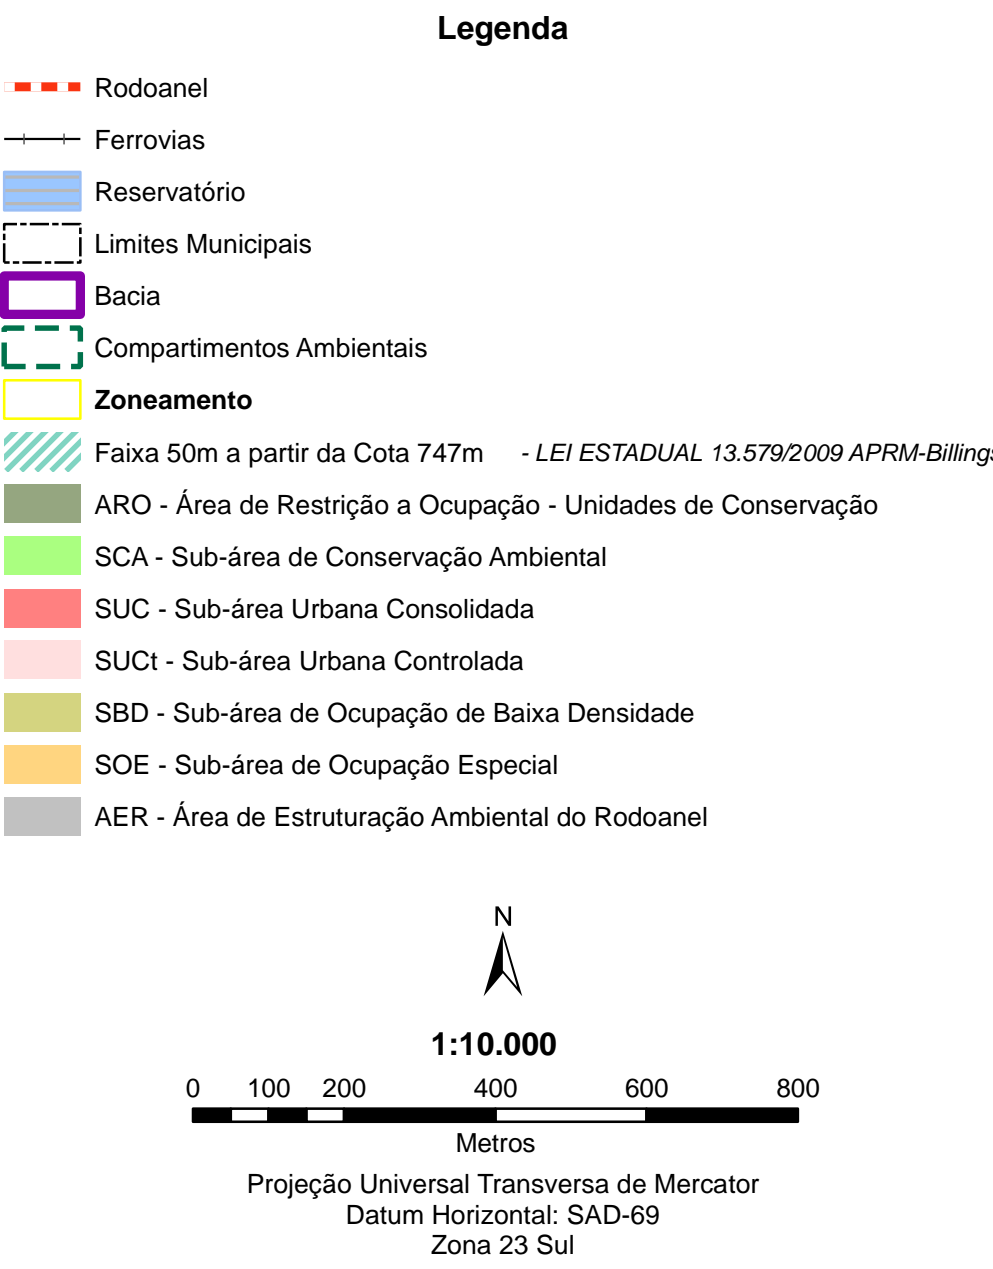 Legenda
Rodoanel
Ferrovias
Reservatório
Limites Municipais
Bacia
Compartimentos Ambientais
Zoneamento
Faixa 50m a partir da Cota 747m - LEI ESTADUAL 13.579/2009 APRM-Billings
ARO - Área de Restrição a Ocupação - Unidades de Conservação
SCA - Sub-área de Conservação Ambiental
SUC - Sub-área Urbana Consolidada
SUCt - Sub-área Urbana Controlada
SBD - Sub-área de Ocupação de Baixa Densidade
SOE - Sub-área de Ocupação Especial
AER - Área de Estruturação Ambiental do Rodoanel
N
1:10.000
0 100 200 400 600 800
Metros
Projeção Universal Transversa de Mercator
Datum Horizontal: SAD-69
Zona 23 Sul